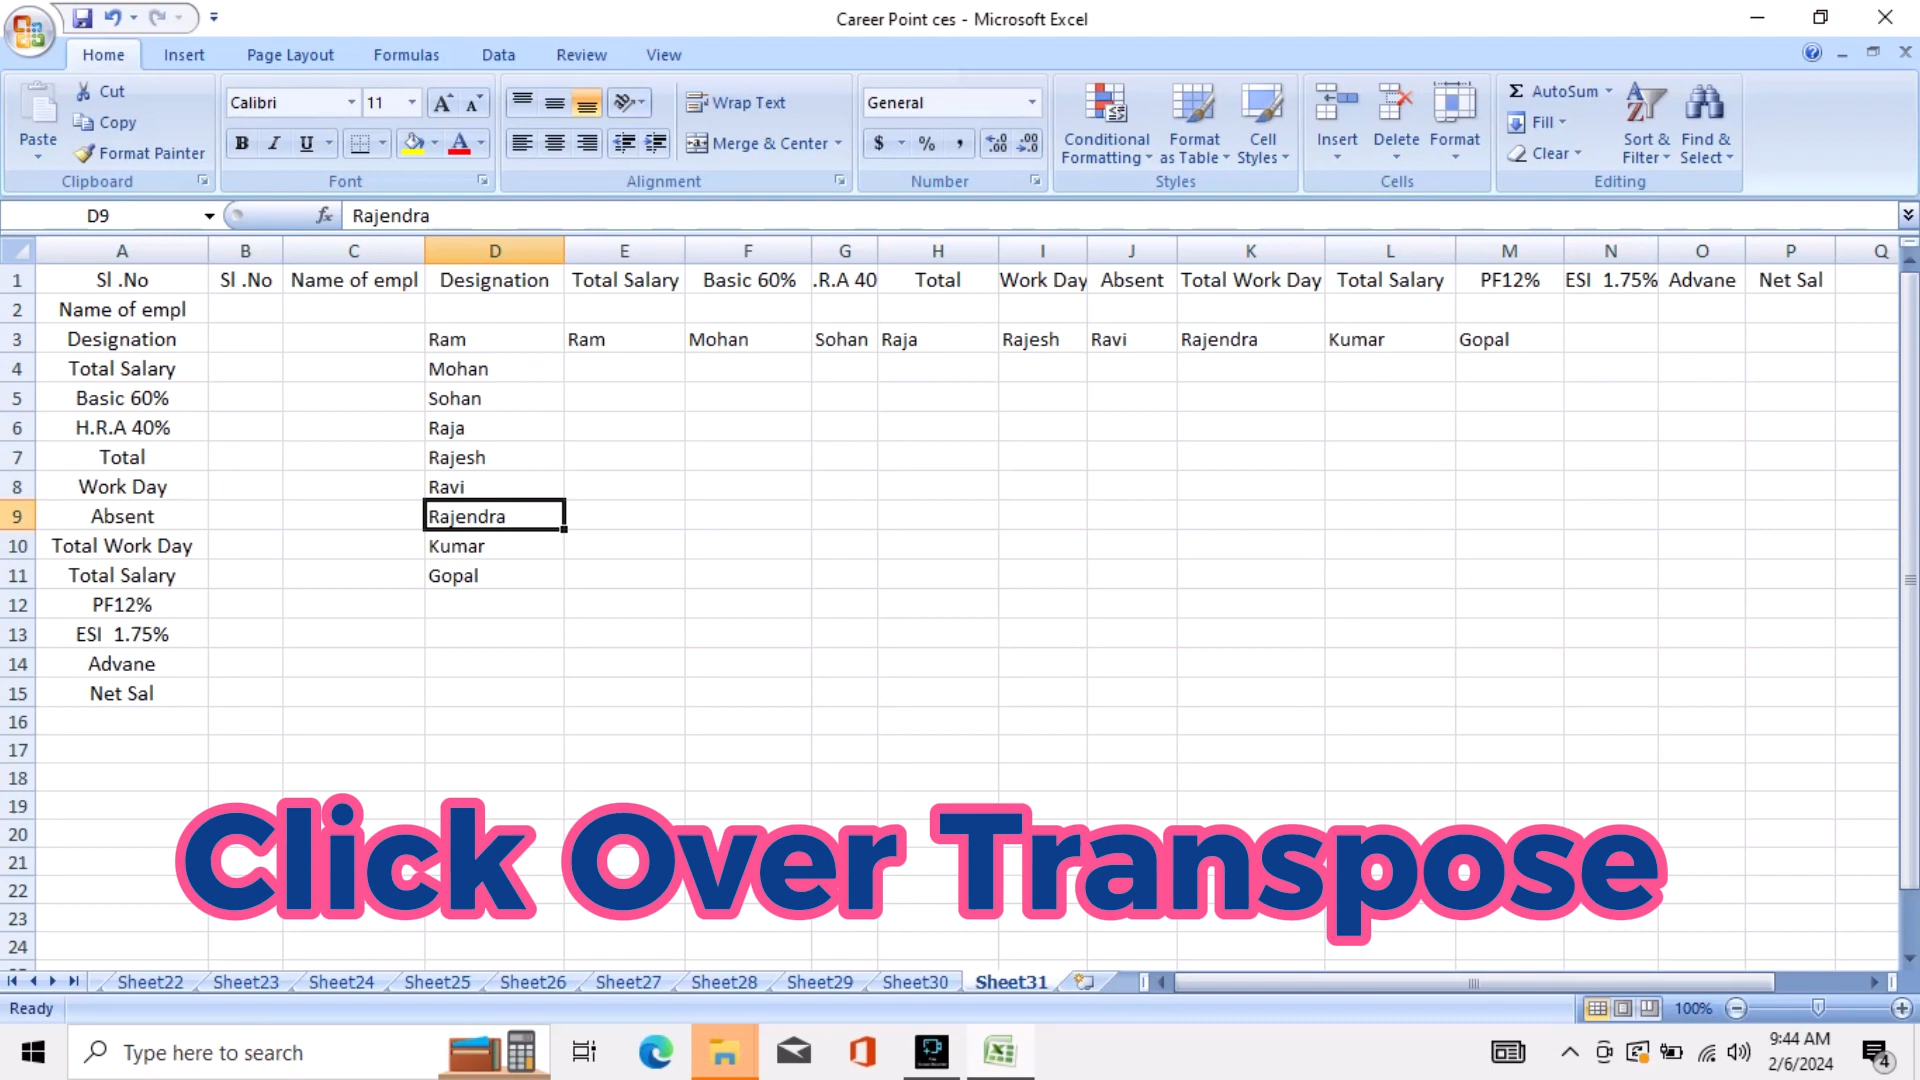 Career Point ces - Microsoft Excel
Home Insert Page Layout Formulas Data Review View
Paste Cut Copy Format Painter Clipboard
Calibri 11 A A B I U A Font
Wrap Text Merge & Center Alignment
General $ % , .00 .00 Number
Conditional Formatting Format as Table Cell Styles Styles
Insert Delete Format Cells
Σ AutoSum Fill Clear Sort & Filter Find & Select Editing
D9 fx Rajendra
A B C D E F G H I J K L M N O P Q
1 Sl .No Sl .No Name of empl Designation Total Salary Basic 60% .R.A 40 Total Work Day Absent Total Work Day Total Salary PF12% ESI 1.75% Advane Net Sal
2 Name of empl
3 Designation Ram Ram Mohan Sohan Raja Rajesh Ravi Rajendra Kumar Gopal
4 Total Salary Mohan
5 Basic 60% Sohan
6 H.R.A 40% Raja
7 Total Rajesh
8 Work Day Ravi
9 Absent Rajendra
10 Total Work Day Kumar
11 Total Salary Gopal
12 PF12%
13 ESI 1.75%
14 Advane
15 Net Sal
16
17
18
19
20
21
22
23
24
Click Over Transpose
Sheet22 Sheet23 Sheet24 Sheet25 Sheet26 Sheet27 Sheet28 Sheet29 Sheet30 Sheet31
Ready 100%
Type here to search
9:44 AM
2/6/2024
4